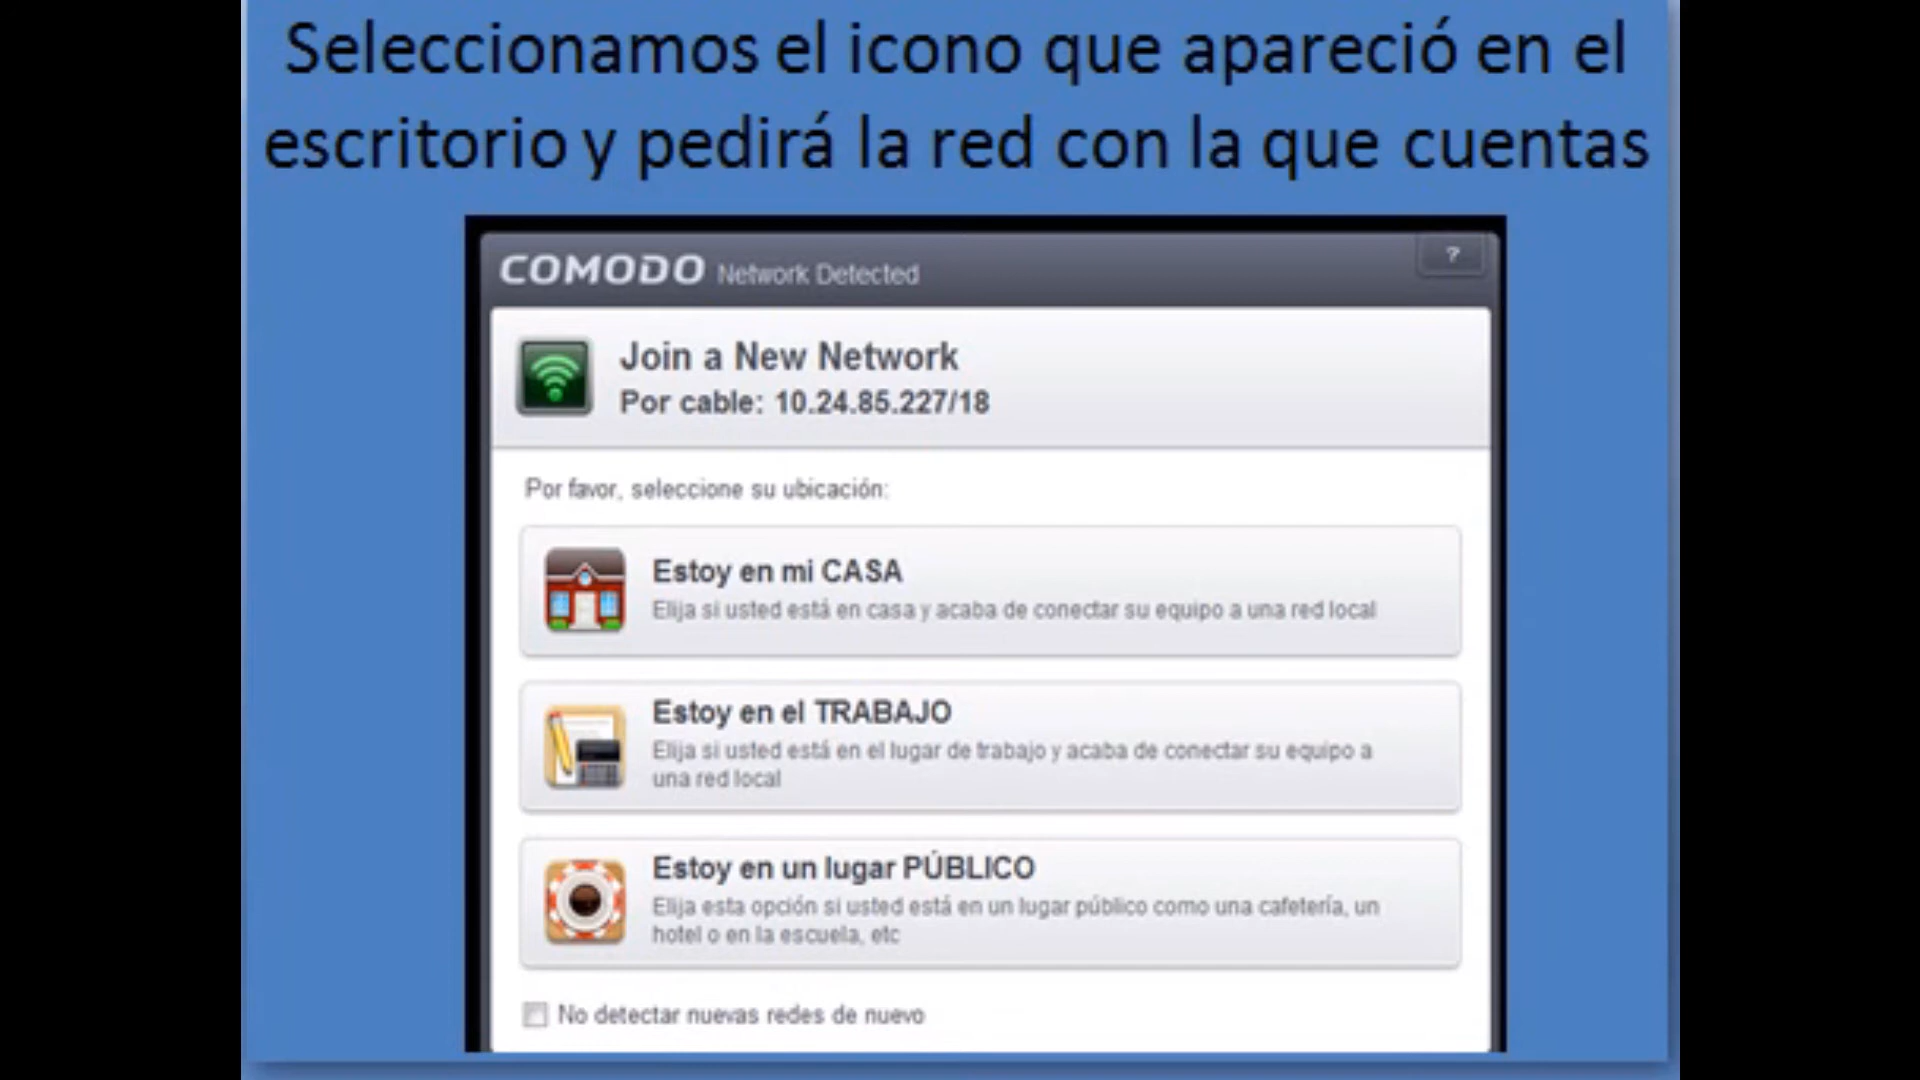 Seleccionamos el icono que apareció en el
escritorio y pedirá la red con la que cuentas
COMODO Network Detected
?
Join a New Network
Por cable: 10.24.85.227/18
Por favor, seleccione su ubicación:
Estoy en mi CASA
Elija si usted está en casa y acaba de conectar su equipo a una red local
Estoy en el TRABAJO
Elija si usted está en el lugar de trabajo y acaba de conectar su equipo a
una red local
Estoy en un lugar PÚBLICO
Elija esta opción si usted está en un lugar público como una cafetería, un
hotel o en la escuela, etc
No detectar nuevas redes de nuevo